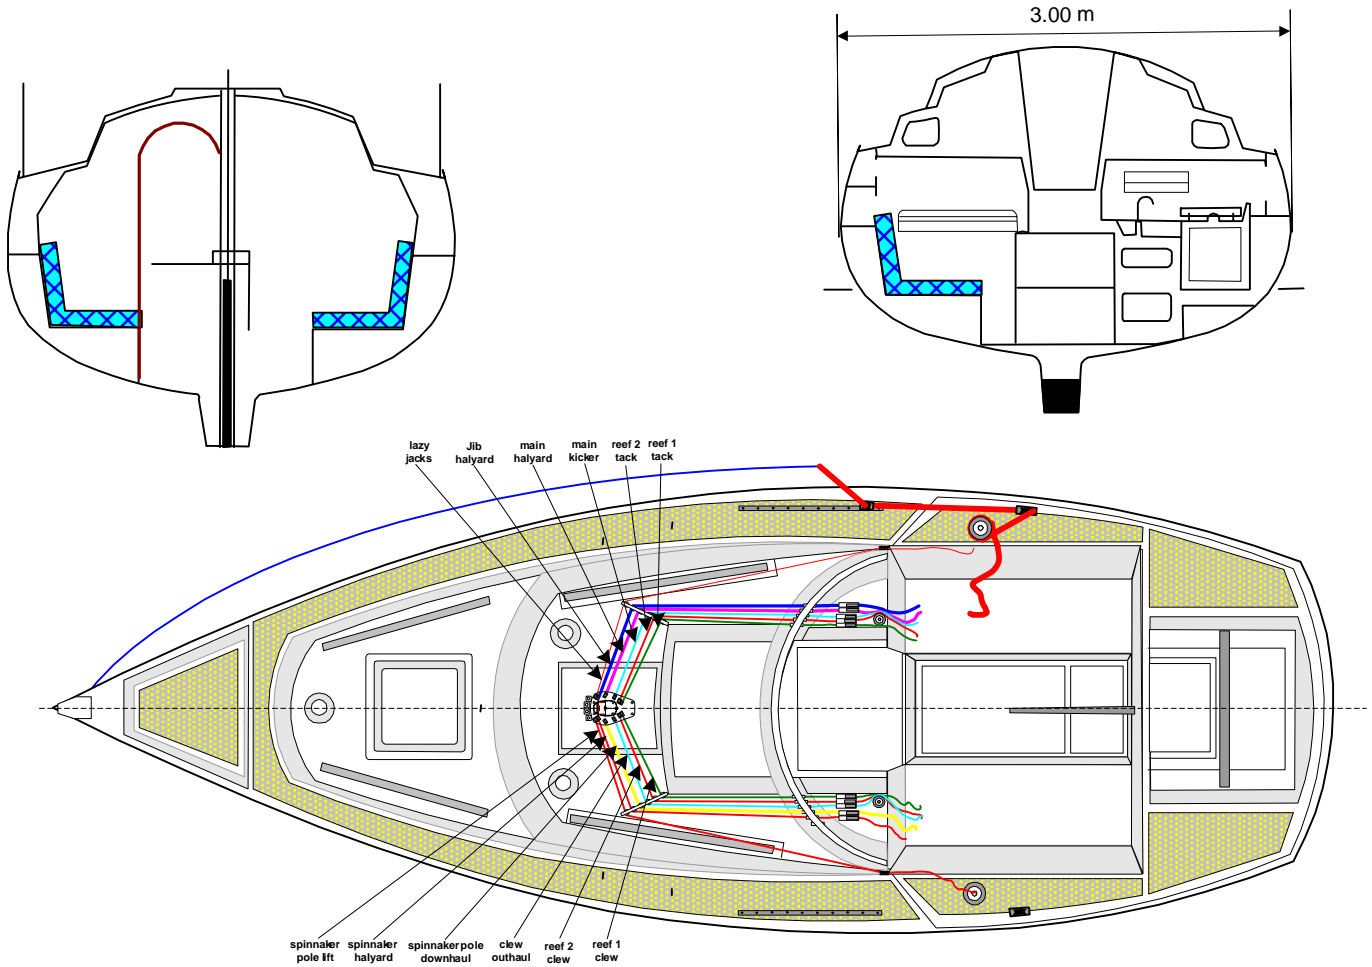 3.00 m
lazy
jacks
Jib
halyard
main
halyard
main
kicker
reef 2
tack
reef 1
tack
spinnaker
pole lift
spinnaker
halyard
spinnaker pole
downhaul
clew
outhaul
reef 2
clew
reef 1
clew